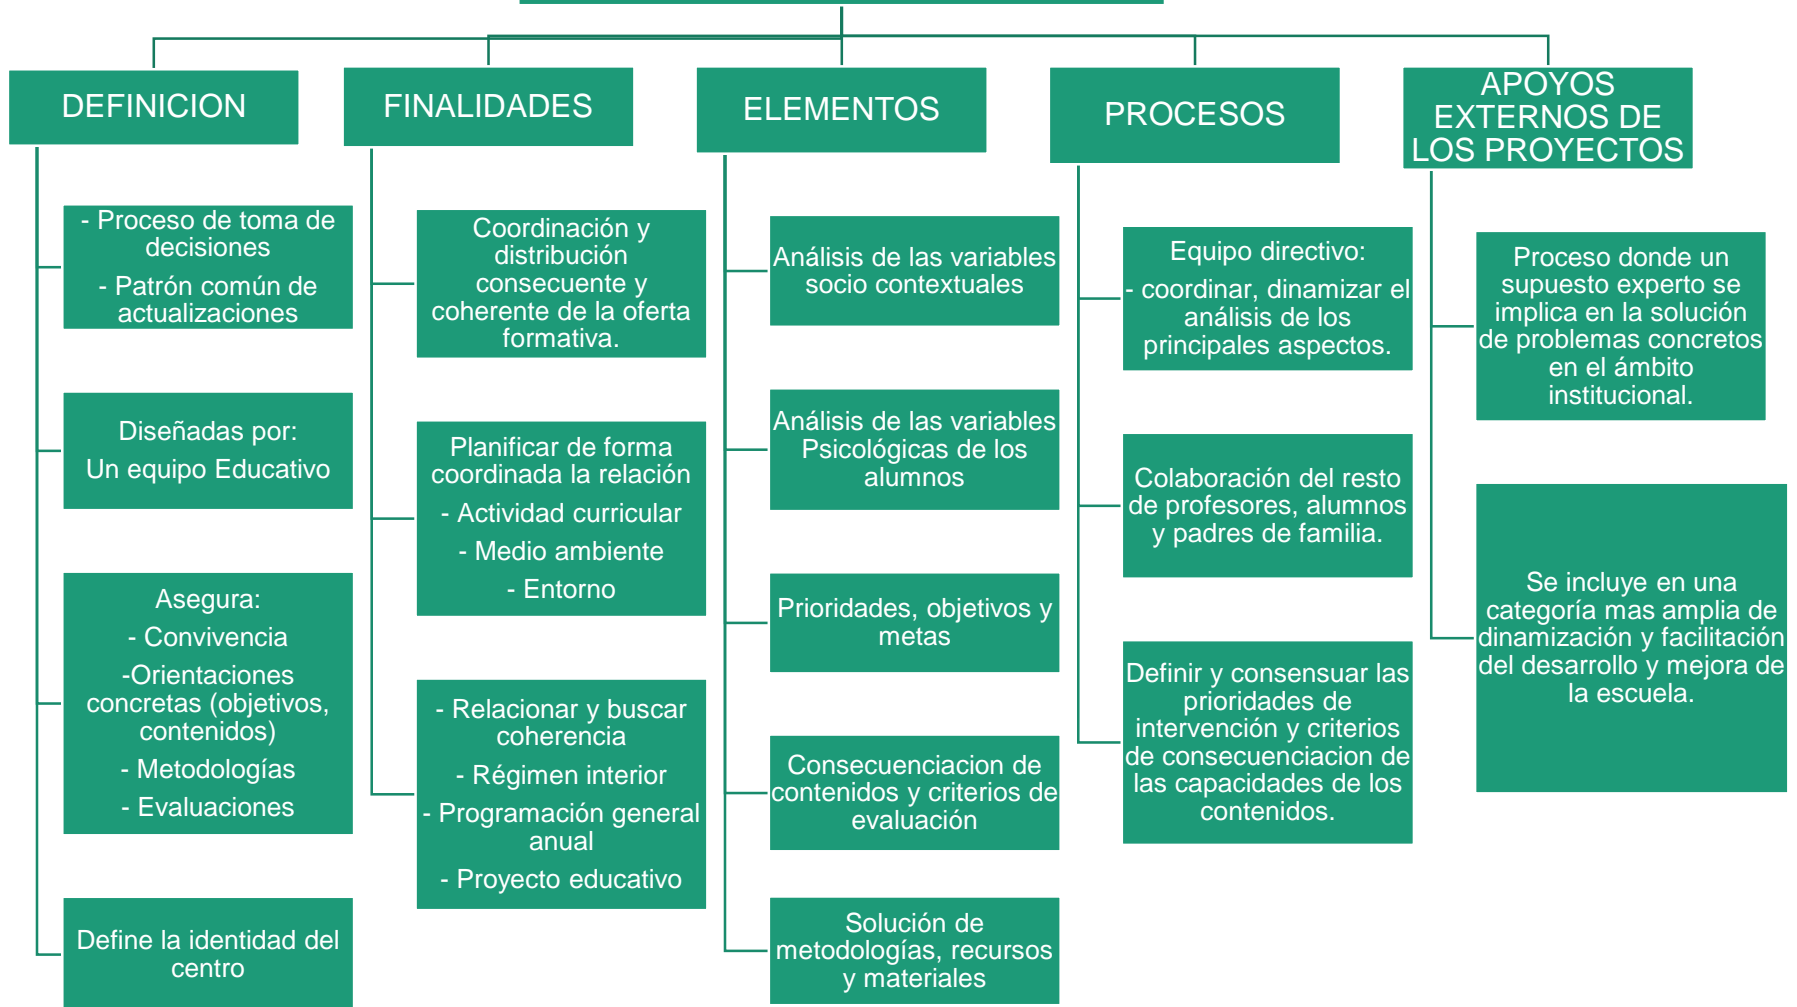 DEFINICION
- Proceso de toma de
decisiones
- Patrón común de
actualizaciones
Diseñadas por:
Un equipo Educativo
Asegura:
- Convivencia
-Orientaciones
concretas (objetivos,
contenidos)
- Metodologías
- Evaluaciones
Define la identidad del
centro
FINALIDADES
Coordinación y
distribución
consecuente y
coherente de la oferta
formativa.
Planificar de forma
coordinada la relación
- Actividad curricular
- Medio ambiente
- Entorno
- Relacionar y buscar
coherencia
- Régimen interior
- Programación general
anual
- Proyecto educativo
ELEMENTOS
Análisis de las variables
socio contextuales
Análisis de las variables
Psicológicas de los
alumnos
Prioridades, objetivos y
metas
Consecuenciacion de
contenidos y criterios de
evaluación
Solución de
metodologías, recursos
y materiales
PROCESOS
Equipo directivo:
- coordinar, dinamizar el
análisis de los
principales aspectos.
Colaboración del resto
de profesores, alumnos
y padres de familia.
Definir y consensuar las
prioridades de
intervención y criterios
de consecuenciacion de
las capacidades de los
contenidos.
APOYOS
EXTERNOS DE
LOS PROYECTOS
Proceso donde un
supuesto experto se
implica en la solución
de problemas concretos
en el ámbito
institucional.
Se incluye en una
categoría mas amplia de
dinamización y facilitación
del desarrollo y mejora de
la escuela.